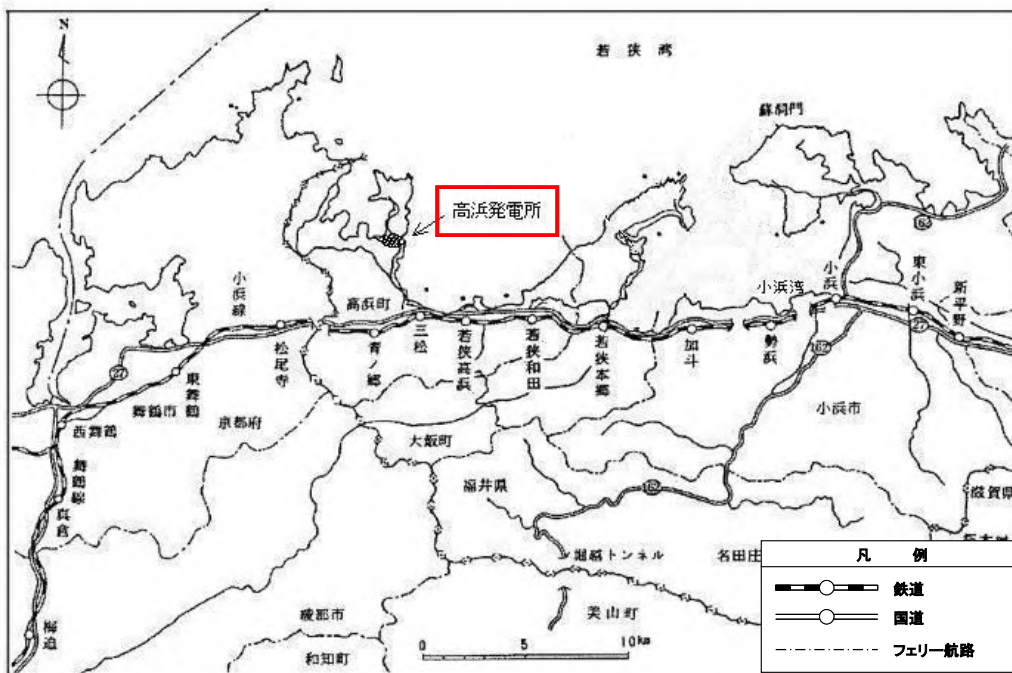 N
若狭湾
蘇洞門
高浜発電所
162
小浜線
高浜町
小浜湾
小浜
東小浜
新平野
27
松尾寺
青ノ郷
三松
若狭高浜
若狭和田
若狭本郷
加斗
勢浜
162
27
東舞鶴
舞鶴市
西舞鶴
京都府
大飯町
小浜市
舞鶴線
真倉
福井県
162
滋賀県
堀越トンネル
名田庄
梅迫
綾部市
和知町
美山町
0 5 10km
凡 例
鉄道
国道
フェリー航路